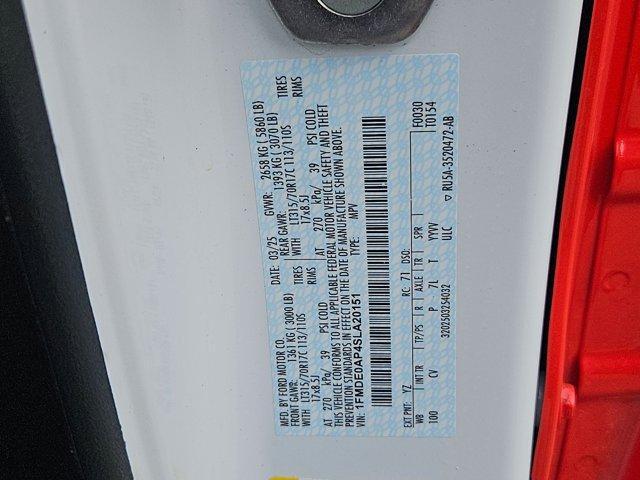 MFD. BY FORD MOTOR CO.
DATE: 03/25 GVWR: 2658 KG ( 5860 LB)
FRONT GAWR: 1361 KG ( 3000 LB) REAR GAWR: 1393 KG ( 3070 LB)
WITH LT315/70R17C 113/110S TIRES WITH LT315/70R17C 113/110S TIRES
17x8.5J RIMS 17x8.5J RIMS
AT 270 kPa/ 39 PSI COLD AT 270 kPa/ 39 PSI COLD
THIS VEHICLE CONFORMS TO ALL APPLICABLE FEDERAL MOTOR VEHICLE SAFETY AND THEFT
PREVENTION STANDARDS IN EFFECT ON THE DATE OF MANUFACTURE SHOWN ABOVE.
VIN: 1FMDE0AP4SLA20151 TYPE: MPV
EXT PNT: YZ RC: 71 DSO: F0030
WB INT TR TP/PS R AXLE TR SPR T0154
100 CV P 7L T YYVV
ULC
3202503254032 RU5A-3520472-AB